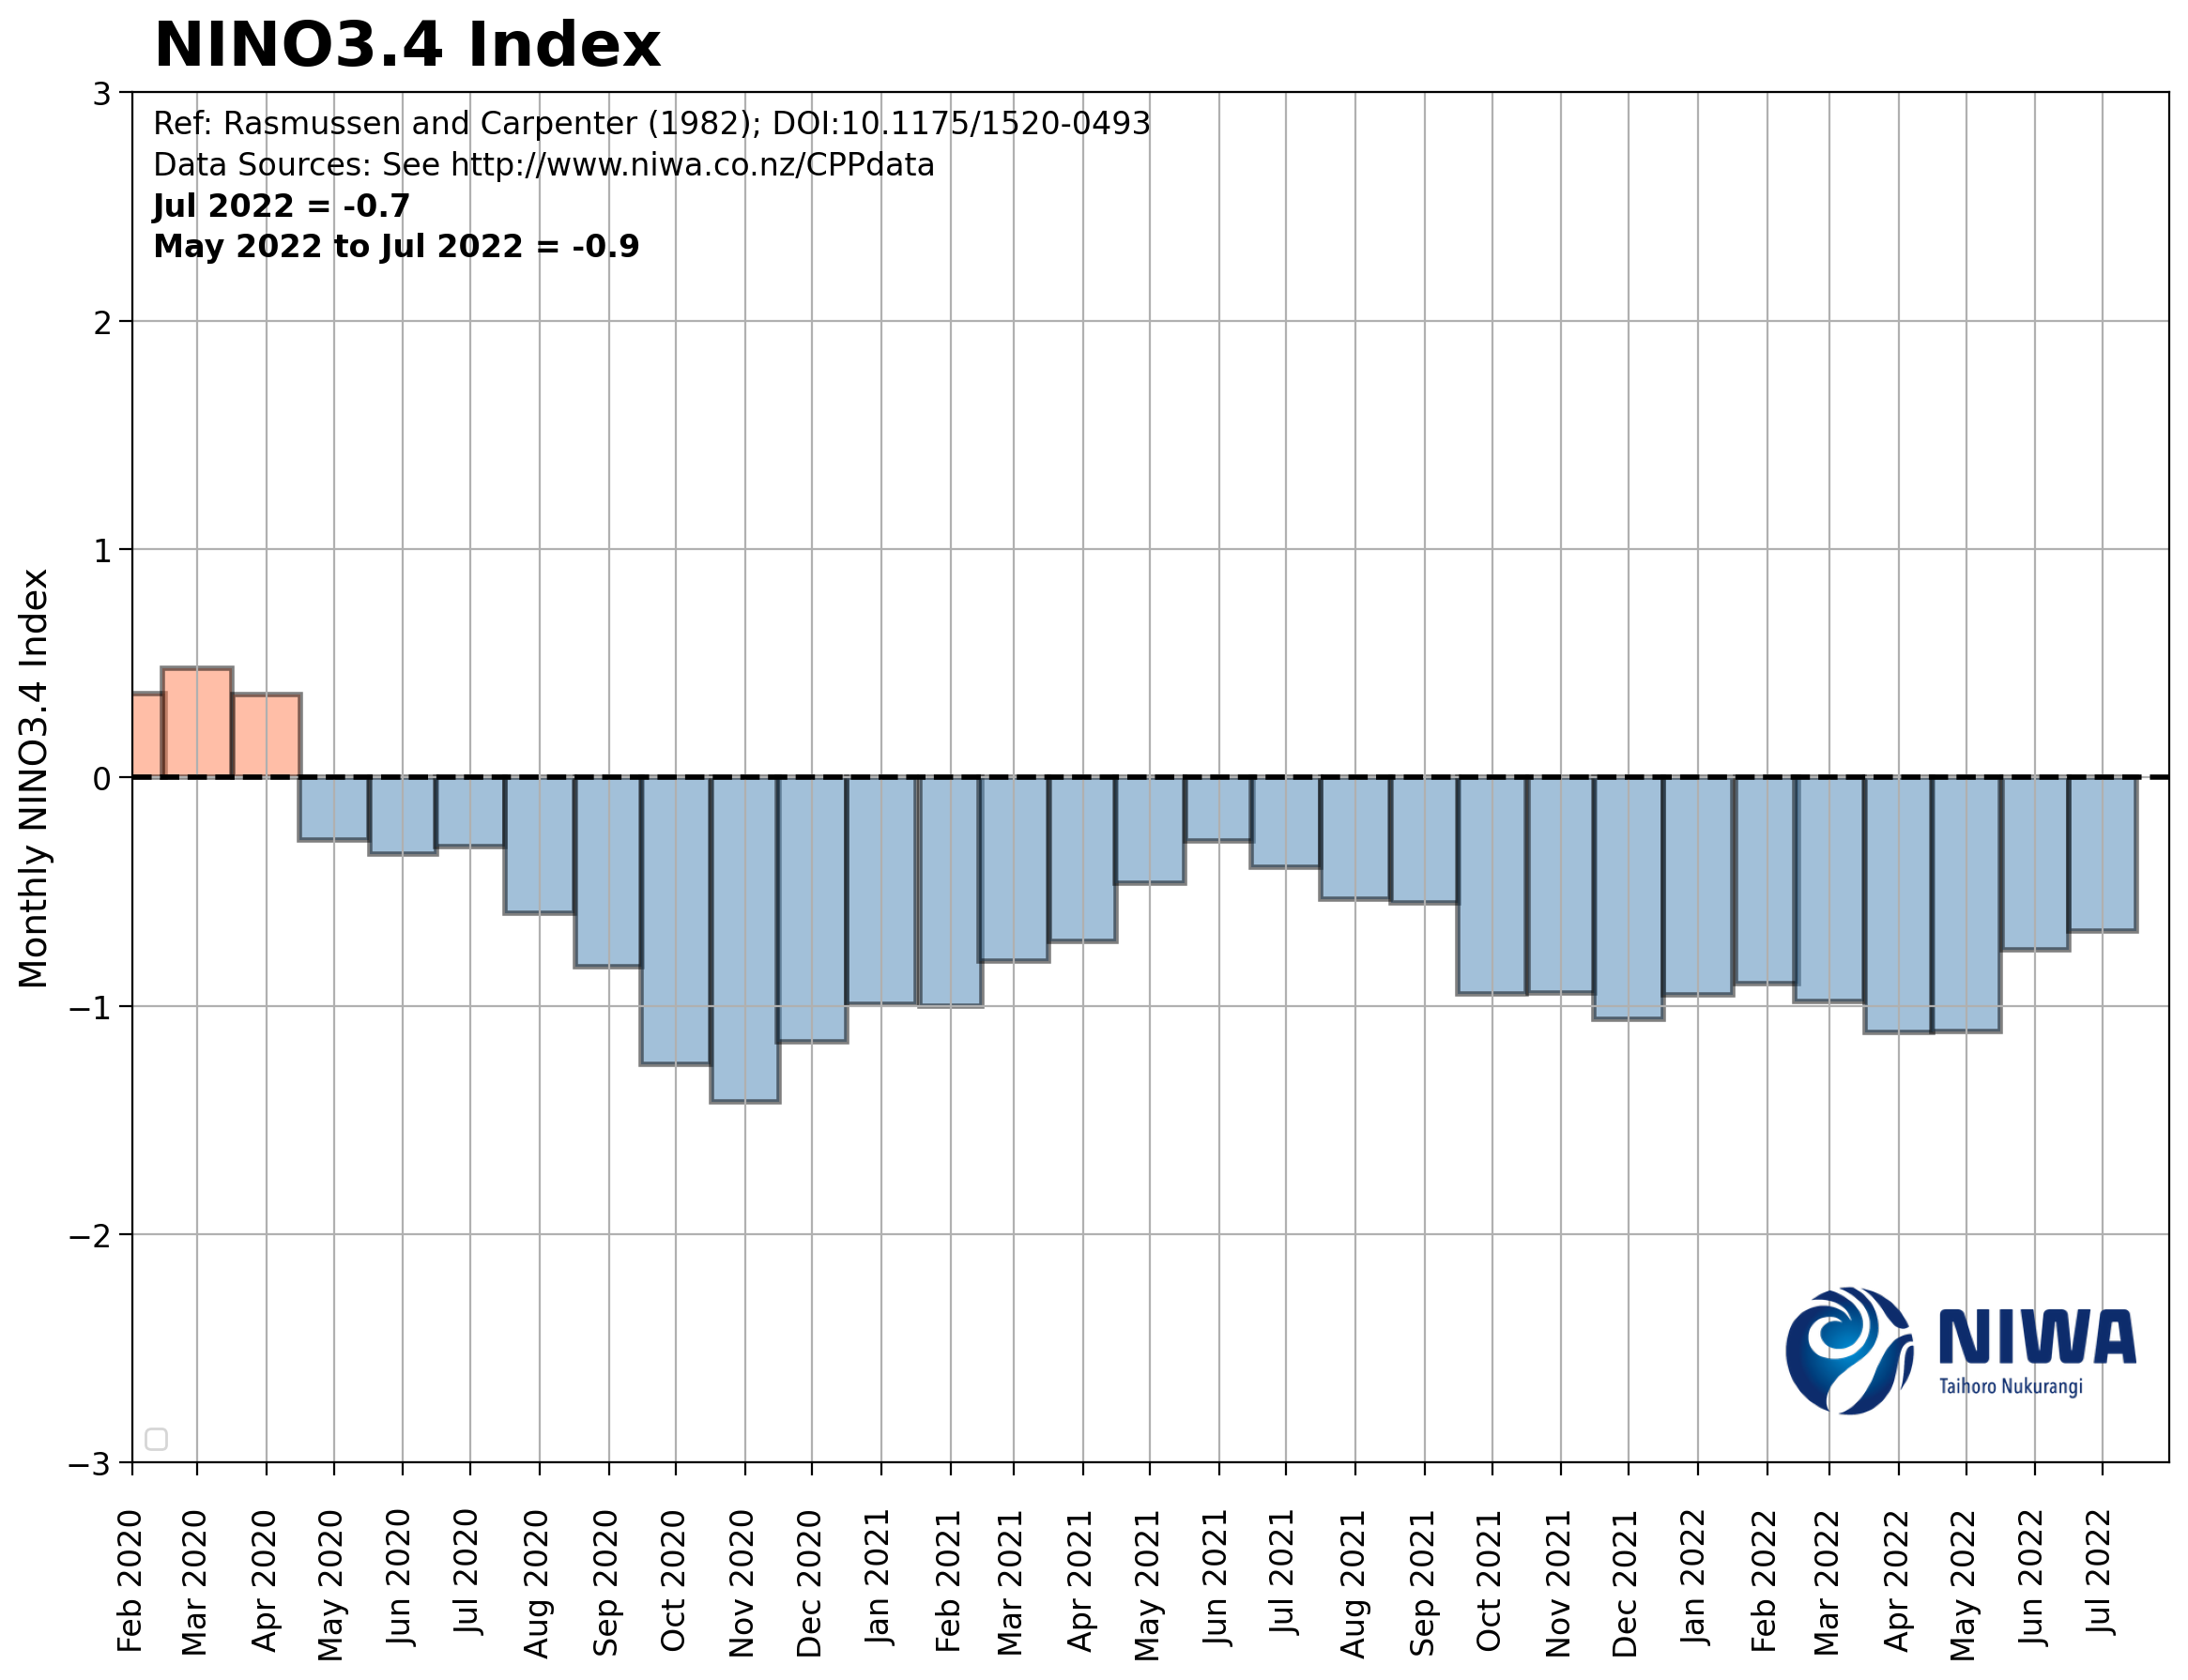 NINO3.4 Index
Ref: Rasmussen and Carpenter (1982); DOI:10.1175/1520-0493
Data Sources: See http://www.niwa.co.nz/CPPdata
Jul 2022 = -0.7
May 2022 to Jul 2022 = -0.9
Monthly NINO3.4 Index
3
2
1
0
−1
−2
−3
NIWA
Taihoro Nukurangi
Feb 2020
Mar 2020
Apr 2020
May 2020
Jun 2020
Jul 2020
Aug 2020
Sep 2020
Oct 2020
Nov 2020
Dec 2020
Jan 2021
Feb 2021
Mar 2021
Apr 2021
May 2021
Jun 2021
Jul 2021
Aug 2021
Sep 2021
Oct 2021
Nov 2021
Dec 2021
Jan 2022
Feb 2022
Mar 2022
Apr 2022
May 2022
Jun 2022
Jul 2022